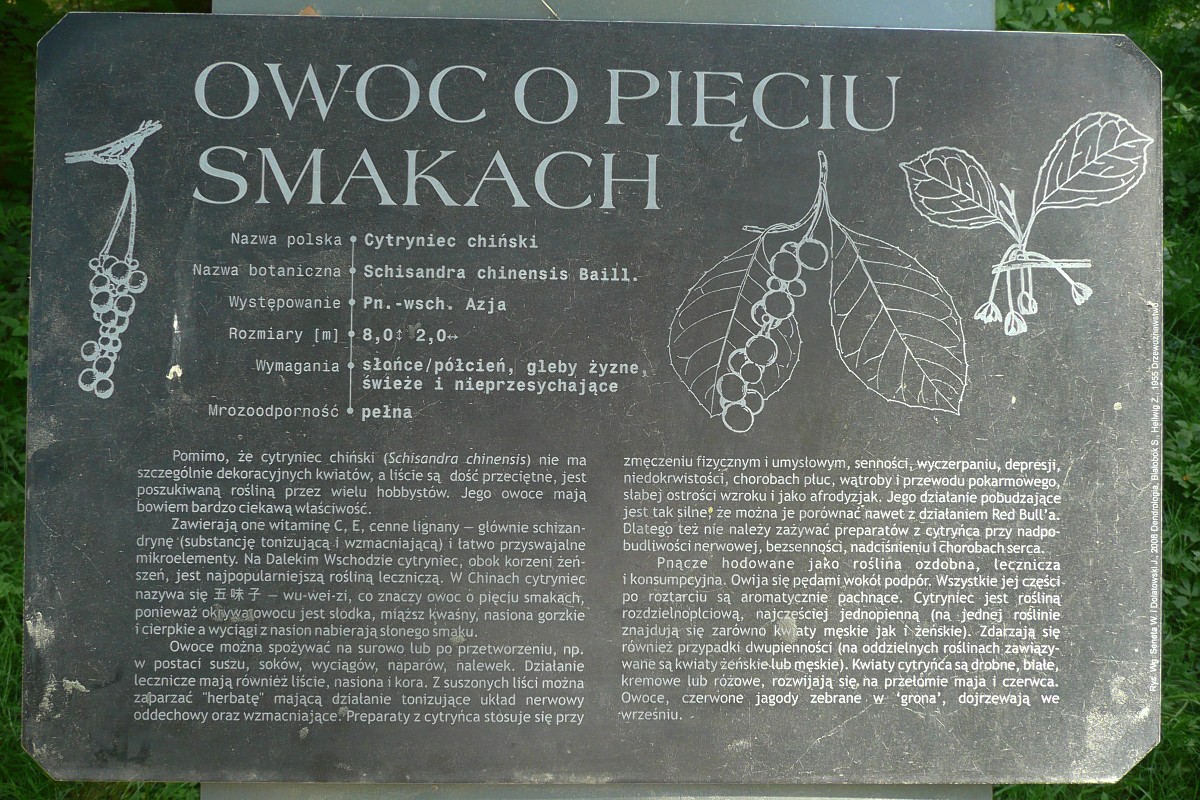 OWOC O PIĘCIU
SMAKACH
Nazwa polska Cytryniec chiński
Nazwa botaniczna Schisandra chinensis Baill.
Występowanie Pn.-wsch. Azja
Rozmiary [m] 8,0↕ 2,0↔
Wymagania słońce/półcień, gleby żyzne,
świeże i nieprzesychające
Mrozoodporność pełna
Pomimo, że cytryniec chiński (Schisandra chinensis) nie ma
szczególnie dekoracyjnych kwiatów, a liście są dość przeciętne, jest
poszukiwaną rośliną przez wielu hobbystów. Jego owoce mają
bowiem bardzo ciekawą właściwość.
Zawierają one witaminę C, E, cenne lignany — głównie schizan-
drynę (substancję tonizującą i wzmacniającą) i łatwo przyswajalne
mikroelementy. Na Dalekim Wschodzie cytryniec, obok korzeni żeń-
szeń, jest najpopularniejszą rośliną leczniczą. W Chinach cytryniec
nazywa się 五味子 — wu-wei-zi, co znaczy owoc o pięciu smakach,
ponieważ okrywa owocu jest słodka, miąższ kwaśny, nasiona gorzkie
i cierpkie a wyciągi z nasion nabierają słonego smaku.
Owoce można spożywać na surowo lub po przetworzeniu, np.
w postaci suszu, soków, wyciągów, naparów, nalewek. Działanie
lecznicze mają również liście, nasiona i kora. Z suszonych liści można
zaparzać "herbatę" mającą działanie tonizujące układ nerwowy
oddechowy oraz wzmacniające. Preparaty z cytryńca stosuje się przy
zmęczeniu fizycznym i umysłowym, senności, wyczerpaniu, depresji,
niedokrwistości, chorobach płuc, wątroby i przewodu pokarmowego,
słabej ostrości wzroku i jako afrodyzjak. Jego działanie pobudzające
jest tak silne, że można je porównać nawet z działaniem Red Bull'a.
Dlatego też nie należy zażywać preparatów z cytryńca przy nadpo-
budliwości nerwowej, bezsenności, nadciśnieniu i chorobach serca.
Pnącze hodowane jako roślina ozdobna, lecznicza
i konsumpcyjna. Owija się pędami wokół podpór. Wszystkie jej części
po roztarciu są aromatycznie pachnące. Cytryniec jest rośliną
rozdzielnopłciową, najczęściej jednopienną (na jednej roślinie
znajdują się zarówno kwiaty męskie jak i żeńskie). Zdarzają się
również przypadki dwupienności (na oddzielnych roślinach zawiązy-
wane są kwiaty żeńskie lub męskie). Kwiaty cytryńca są drobne, białe,
kremowe lub różowe, rozwijają się na przełomie maja i czerwca.
Owoce, czerwone jagody zebrane w 'grona', dojrzewają we
wrześniu.
Rys. Wg. Seneta W. i Dolatowski J., 2008 Dendrologia, Białobok S., Hellwig Z., 1955 Drzewoznawstwo